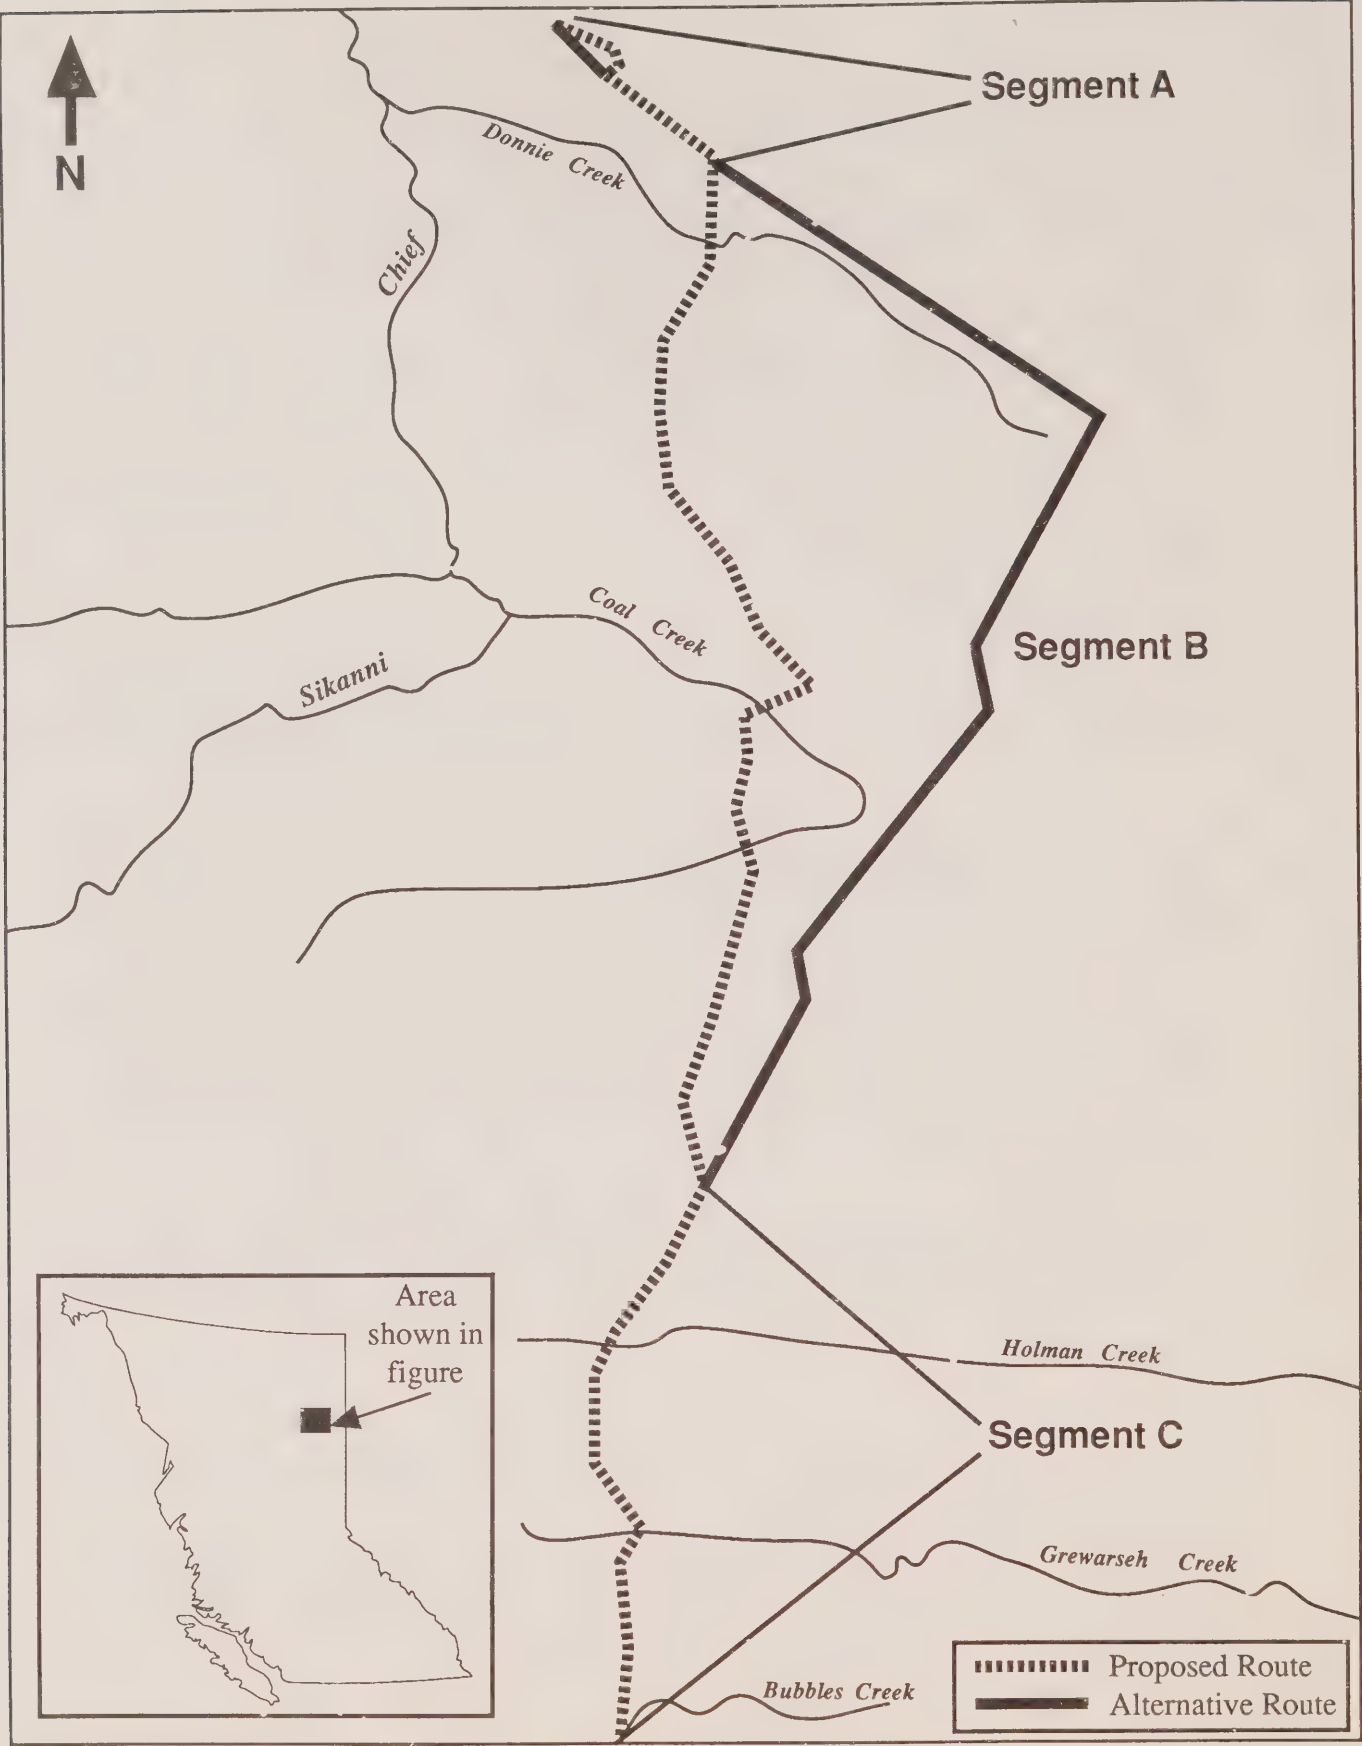 Segment A
N
Donnie Creek
Chief
Coal Creek
Segment B
Sikanni
Area
shown in
figure
Holman Creek
Segment C
Grewarseh Creek
Proposed Route
Bubbles Creek
Alternative Route